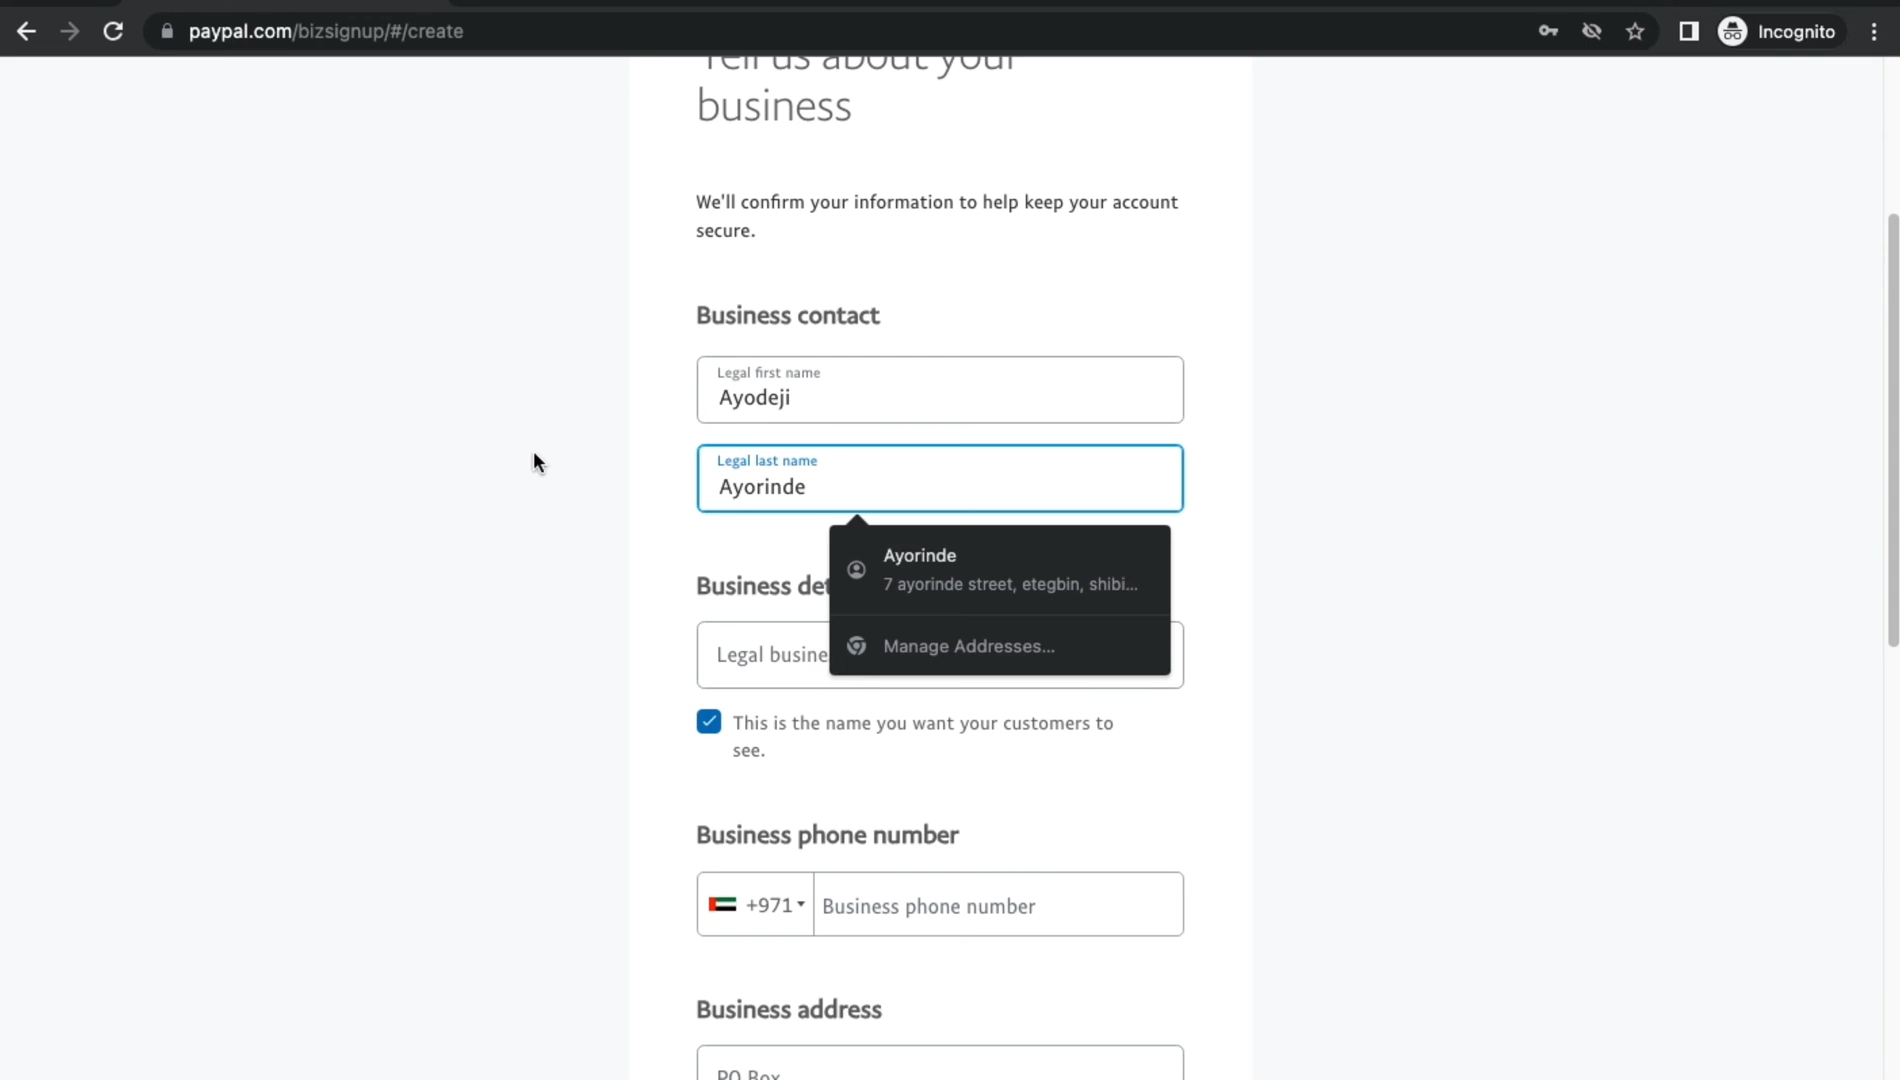 paypal.com/bizsignup/#/create
Incognito
Tell us about your
business
We'll confirm your information to help keep your account
secure.
Business contact
Legal first name
Ayodeji
Legal last name
Ayorinde
Ayorinde
7 ayorinde street, etegbin, shibi...
Manage Addresses...
Business det
Legal busine
This is the name you want your customers to
see.
Business phone number
+971
Business phone number
Business address
PO Box